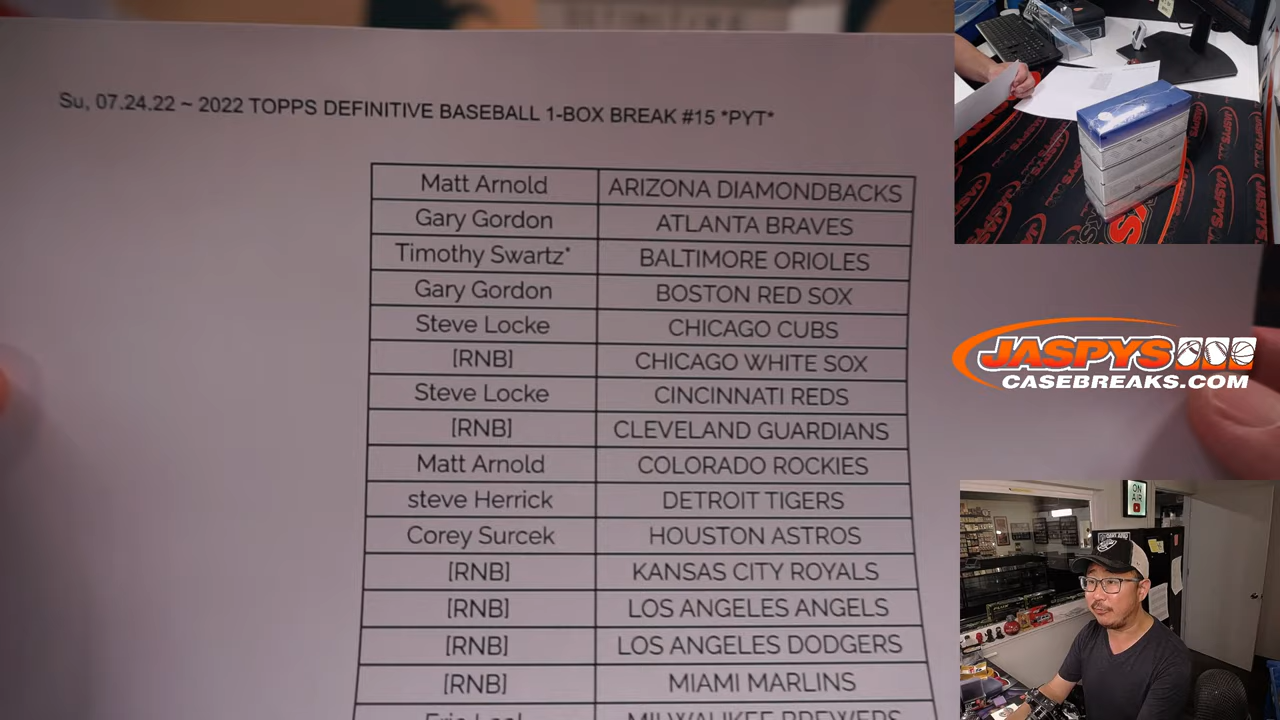 Su, 07.24.22 ~ 2022 TOPPS DEFINITIVE BASEBALL 1-BOX BREAK #15 *PYT*
Matt Arnold ARIZONA DIAMONDBACKS
Gary Gordon ATLANTA BRAVES
Timothy Swartz* BALTIMORE ORIOLES
Gary Gordon BOSTON RED SOX
Steve Locke CHICAGO CUBS
[RNB] CHICAGO WHITE SOX
Steve Locke CINCINNATI REDS
[RNB] CLEVELAND GUARDIANS
Matt Arnold COLORADO ROCKIES
steve Herrick DETROIT TIGERS
Corey Surcek HOUSTON ASTROS
[RNB] KANSAS CITY ROYALS
[RNB] LOS ANGELES ANGELS
[RNB] LOS ANGELES DODGERS
[RNB] MIAMI MARLINS
MILWAUKEE BREWERS
JASPYS
CASEBREAKS.COM
ON
AIR
JASPYS